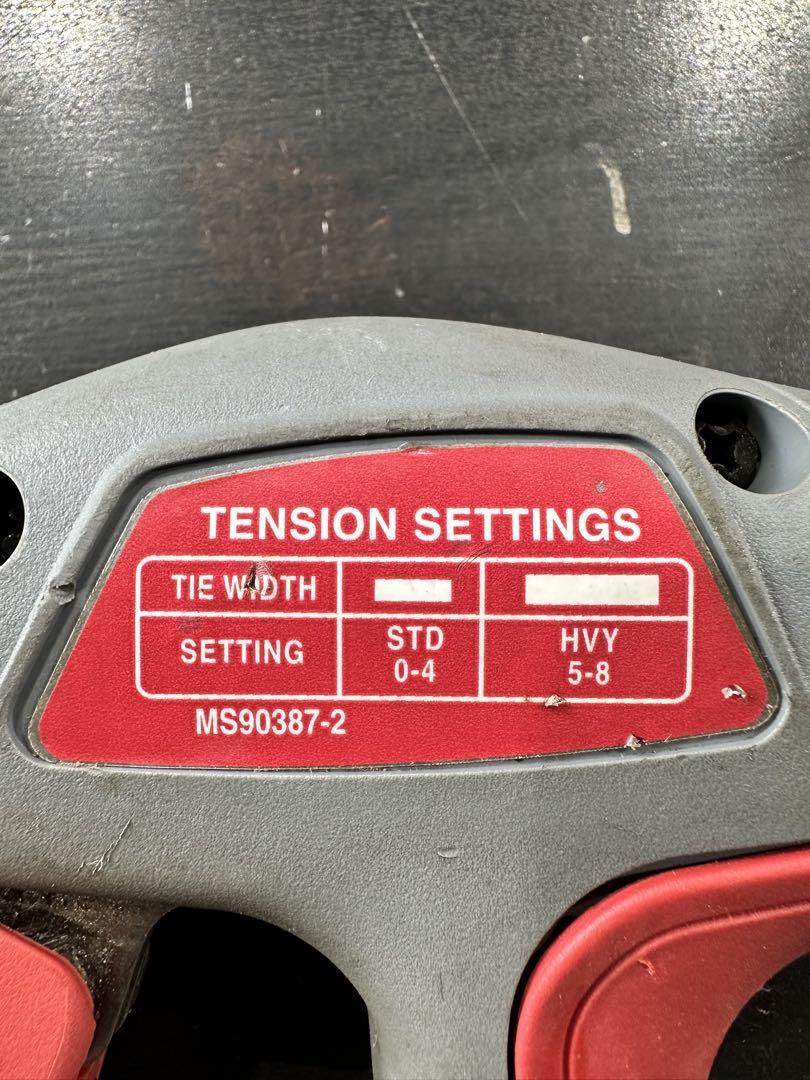 TENSION SETTINGS
TIE WIDTH
SETTING STD HVY
0-4 5-8
MS90387-2